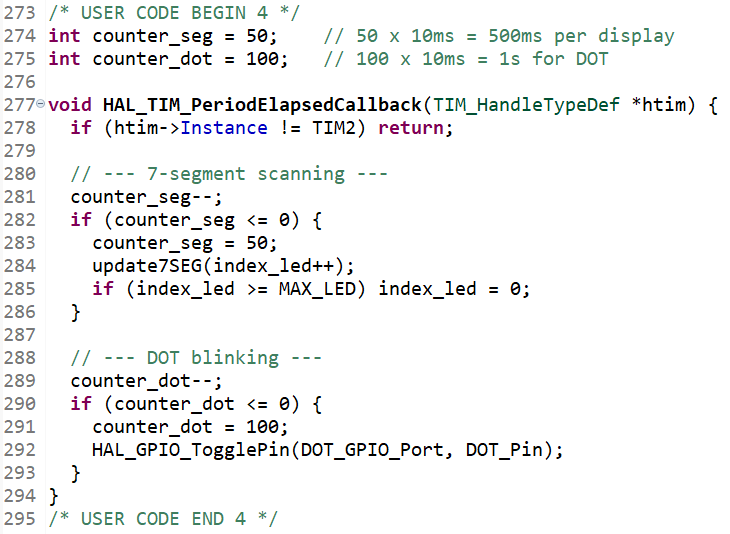 273 /* USER CODE BEGIN 4 */
274 int counter_seg = 50;    // 50 x 10ms = 500ms per display
275 int counter_dot = 100;   // 100 x 10ms = 1s for DOT
276
277 void HAL_TIM_PeriodElapsedCallback(TIM_HandleTypeDef *htim) {
278   if (htim->Instance != TIM2) return;
279
280   // --- 7-segment scanning ---
281   counter_seg--;
282   if (counter_seg <= 0) {
283     counter_seg = 50;
284     update7SEG(index_led++);
285     if (index_led >= MAX_LED) index_led = 0;
286   }
287
288   // --- DOT blinking ---
289   counter_dot--;
290   if (counter_dot <= 0) {
291     counter_dot = 100;
292     HAL_GPIO_TogglePin(DOT_GPIO_Port, DOT_Pin);
293   }
294 }
295 /* USER CODE END 4 */